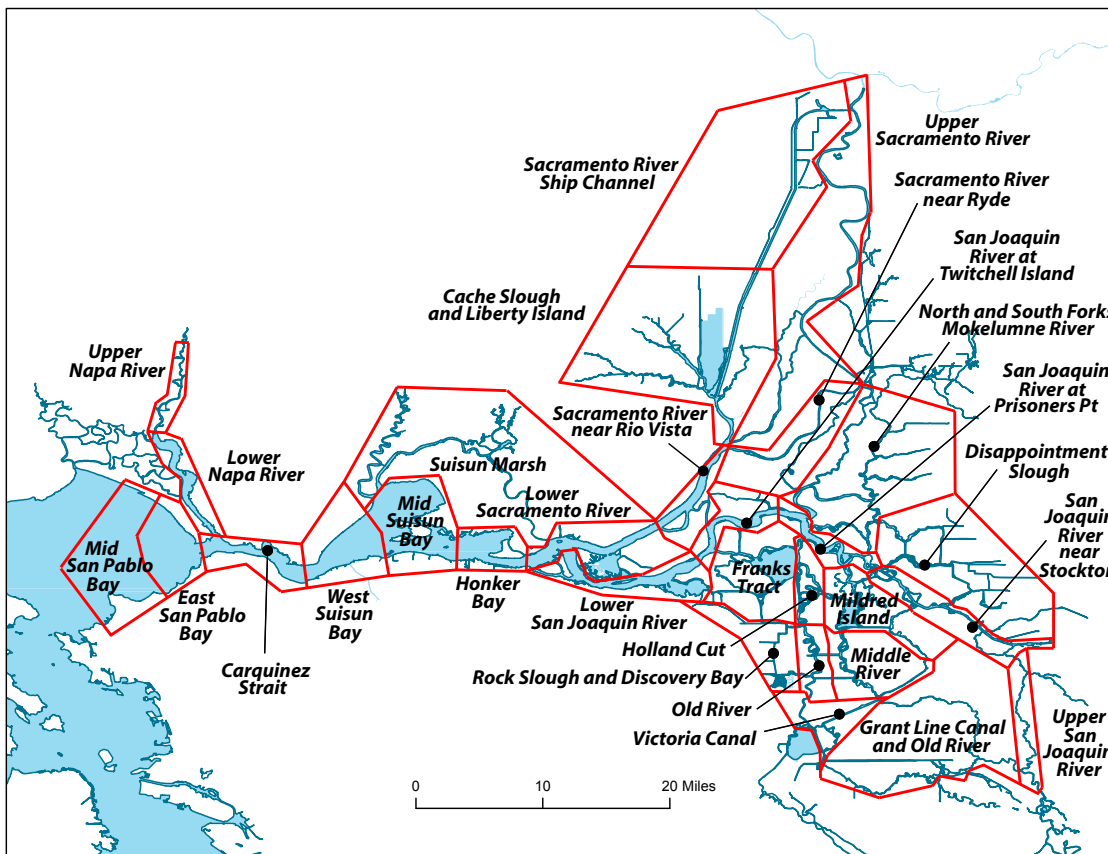 Upper
Sacramento River
Sacramento River
Ship Channel
Sacramento River
near Ryde
San Joaquin
River at
Twitchell Island
Cache Slough
and Liberty Island
North and South Forks
Mokelumne River
Upper
Napa River
San Joaquin
River at
Prisoners Pt
Sacramento River
near Rio Vista
Disappointment
Slough
Lower
Napa River
Suisun Marsh
Lower
Sacramento River
Mid
Suisun
Bay
San
Joaquin
River
near
Stockton
Mid
San Pablo
Bay
Franks
Tract
East
San Pablo
Bay
West
Suisun
Bay
Honker
Bay
Lower
San Joaquin River
Mildred
Island
Holland Cut
Carquinez
Strait
Rock Slough and Discovery Bay
Middle
River
Old River
Victoria Canal
Grant Line Canal
and Old River
Upper
San
Joaquin
River
0 10 20 Miles